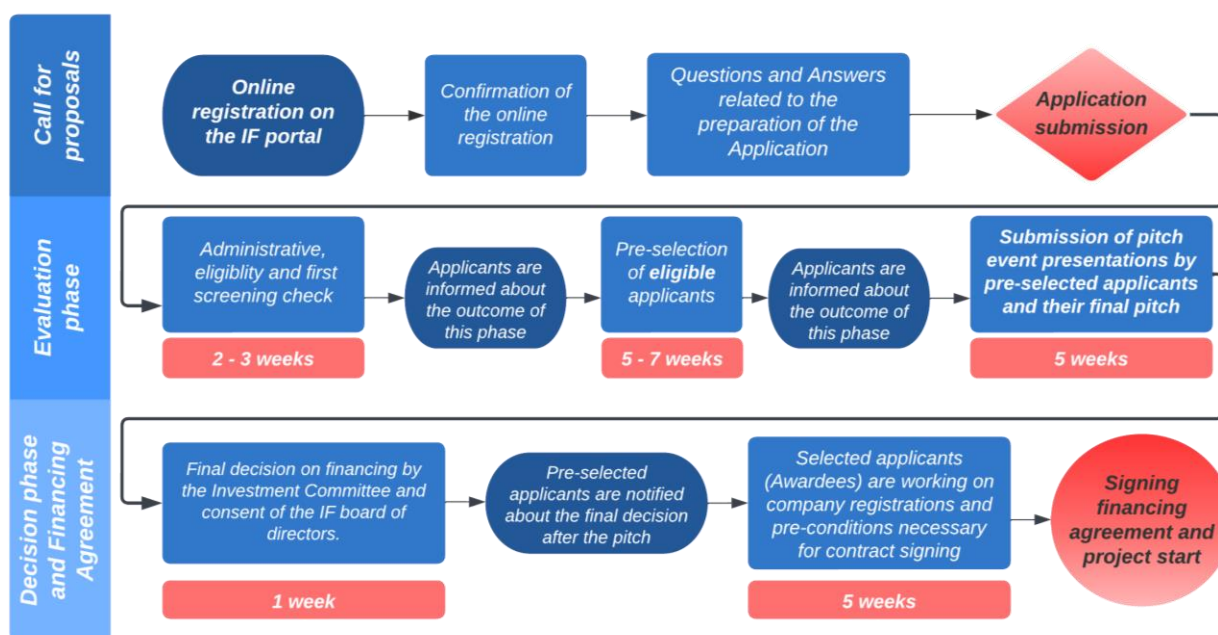 Call for
proposals
Online
registration on
the IF portal
Confirmation of
the online
registration
Questions and Answers
related to the
preparation of the
Application
Application
submission
Evaluation
phase
Administrative,
eligiblity and first
screening check
2 - 3 weeks
Applicants are
informed about
the outcome of
this phase
Pre-selection
of eligible
applicants
5 - 7 weeks
Applicants are
informed about
the outcome of
this phase
Submission of pitch
event presentations by
pre-selected applicants
and their final pitch
5 weeks
Decision phase
and Financing
Agreement
Final decision on financing by
the Investment Committee and
consent of the IF board of
directors.
1 week
Pre-selected
applicants are notified
about the final decision
after the pitch
Selected applicants
(Awardees) are working on
company registrations and
pre-conditions necessary
for contract signing
5 weeks
Signing
financing
agreement and
project start